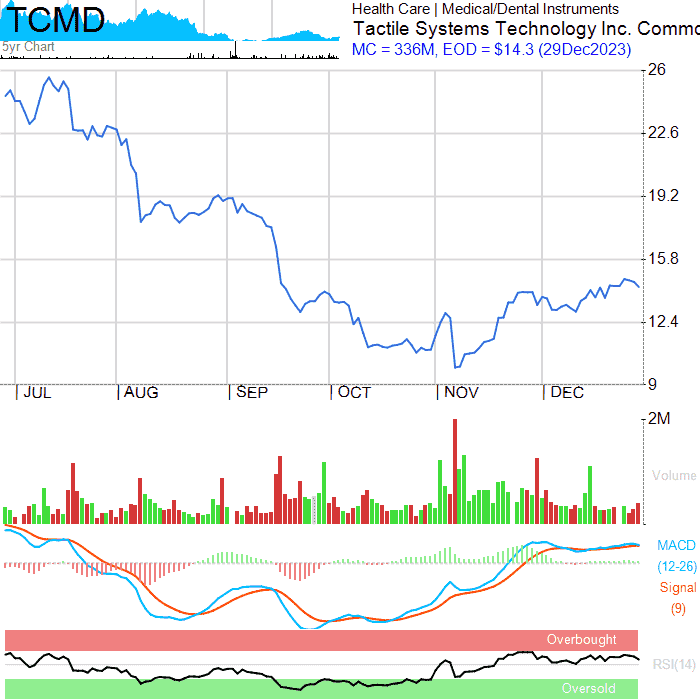 TCMD
5yr Chart
Health Care | Medical/Dental Instruments
Tactile Systems Technology Inc. Commo
MC = 336M, EOD = $14.3 (29Dec2023)
26
22.6
19.2
15.8
12.4
9
JUL AUG SEP OCT NOV DEC
2M
Volume
MACD
(12-26)
Signal
(9)
Overbought
RSI(14)
Oversold